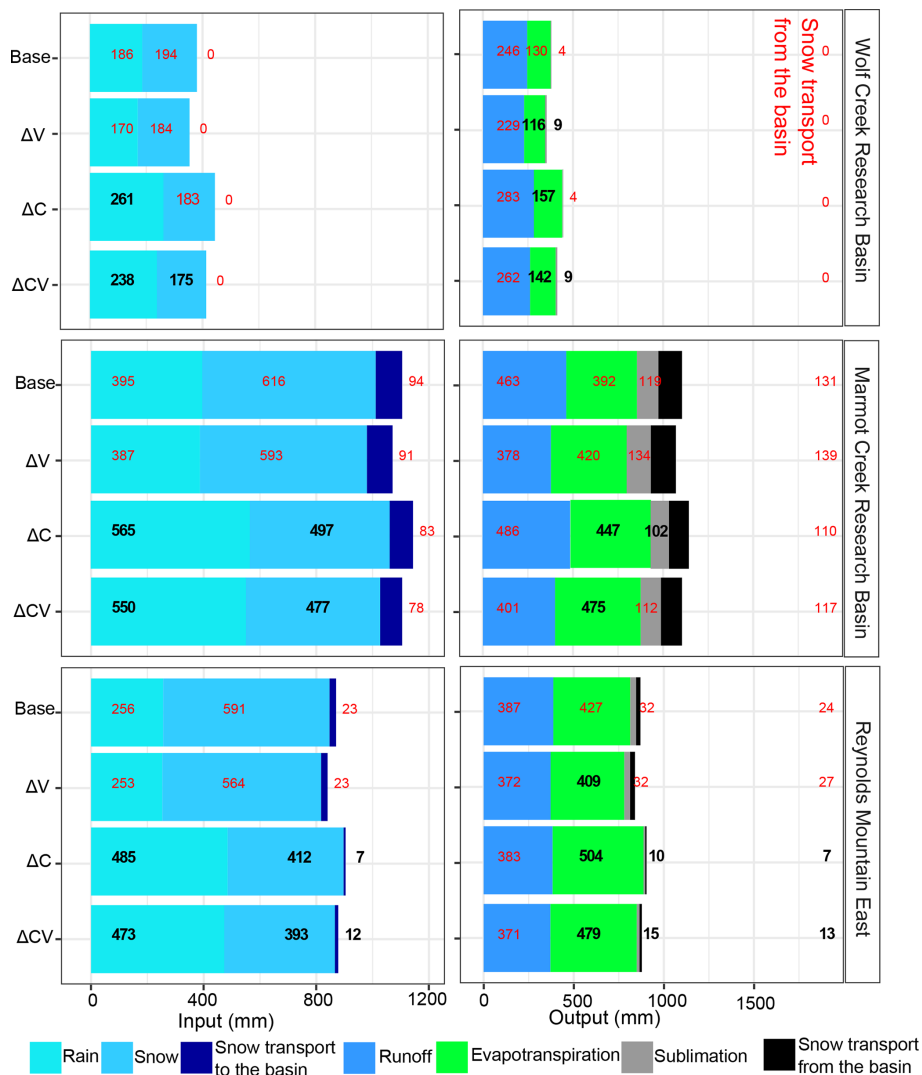 Base
186 194 0
246 130 4 0
ΔV
170 184 0
229 116 9 0
ΔC
261 183 0
283 157 4 0
ΔCV
238 175 0
262 142 9 0
Snow transport
from the basin
Wolf Creek Research Basin
Base
395 616 94
463 392 119 131
ΔV
387 593 91
378 420 134 139
ΔC
565 497 83
486 447 102 110
ΔCV
550 477 78
401 475 112 117
Marmot Creek Research Basin
Base
256 591 23
387 427 32 24
ΔV
253 564 23
372 409 32 27
ΔC
485 412 7
383 504 10 7
ΔCV
473 393 12
371 479 15 13
Reynolds Mountain East
0 400 800 1200
Input (mm)
0 500 1000 1500
Output (mm)
Rain
Snow
Snow transport
to the basin
Runoff
Evapotranspiration
Sublimation
Snow transport
from the basin